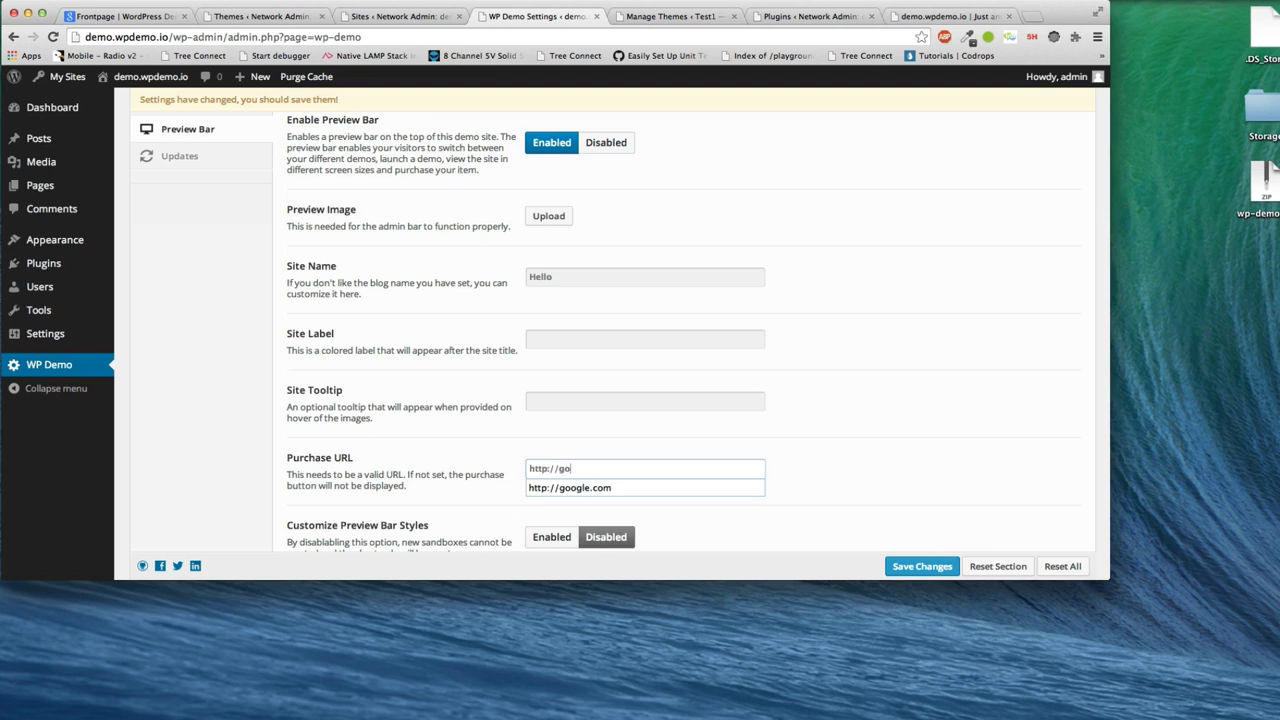 Frontpage | WordPress De
Themes ‹ Network Admin
Sites ‹ Network Admin: de
WP Demo Settings ‹ demo.
Manage Themes ‹ Test1
Plugins ‹ Network Admin: d
demo.wpdemo.io | Just an
demo.wpdemo.io/wp-admin/admin.php?page=wp-demo
ABP
SH
Apps
Mobile – Radio v2
Tree Connect
Native LAMP Stack
8 Channel 5V Solid S
Tree Connect
Easily Set Up Unit Te
Index of /playground
Tree Connect
Tutorials | Codrops
»
My Sites
demo.wpdemo.io
0
+ New
Purge Cache
Howdy, admin
Dashboard
Posts
Media
Pages
Comments
Appearance
Plugins
Users
Tools
Settings
WP Demo
Collapse menu
Settings have changed, you should save them!
Preview Bar
Updates
Enable Preview Bar
Enables a preview bar on the top of this demo site. The
preview bar enables your visitors to switch between
your different demos, launch a demo, view the site in
different screen sizes and purchase your item.
Enabled
Disabled
Preview Image
This is needed for the admin bar to function properly.
Upload
Site Name
If you don't like the blog name you have set, you can
customize it here.
Hello
Site Label
This is a colored label that will appear after the site title.
Site Tooltip
An optional tooltip that will appear when provided on
hover of the images.
Purchase URL
This needs to be a valid URL. If not set, the purchase
button will not be displayed.
http://go
http://google.com
Customize Preview Bar Styles
By disablabling this option, new sandboxes cannot be
Enabled
Disabled
Save Changes
Reset Section
Reset All
.DS_Stor
Storage
ZIP
wp-demo